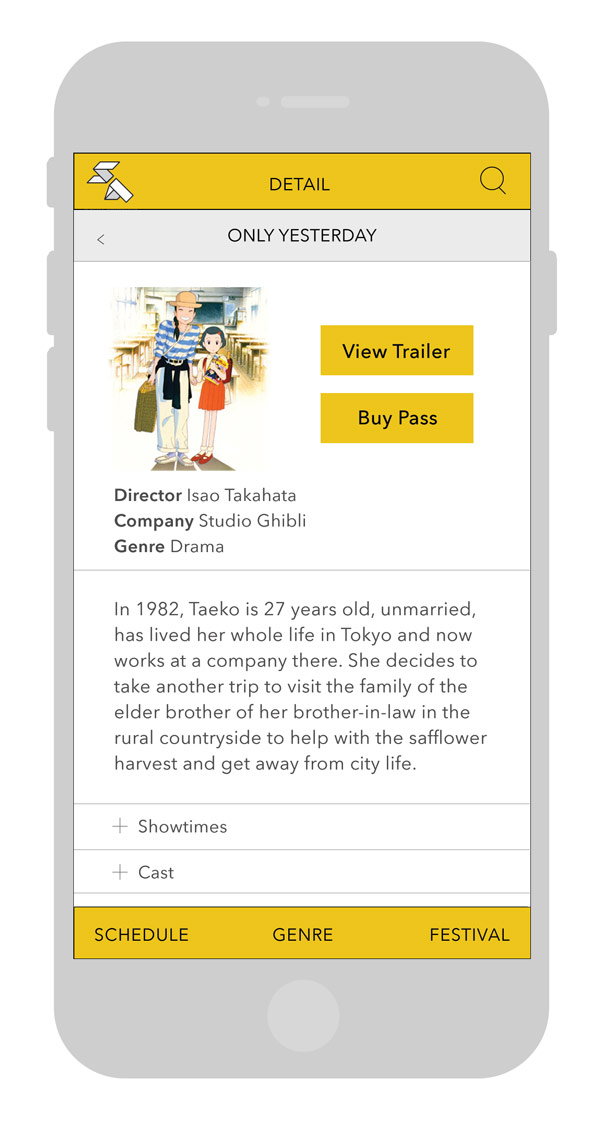 DETAIL
< ONLY YESTERDAY
View Trailer
Buy Pass
Director Isao Takahata
Company Studio Ghibli
Genre Drama
In 1982, Taeko is 27 years old, unmarried,
has lived her whole life in Tokyo and now
works at a company there. She decides to
take another trip to visit the family of the
elder brother of her brother-in-law in the
rural countryside to help with the safflower
harvest and get away from city life.
+ Showtimes
+ Cast
SCHEDULE GENRE FESTIVAL